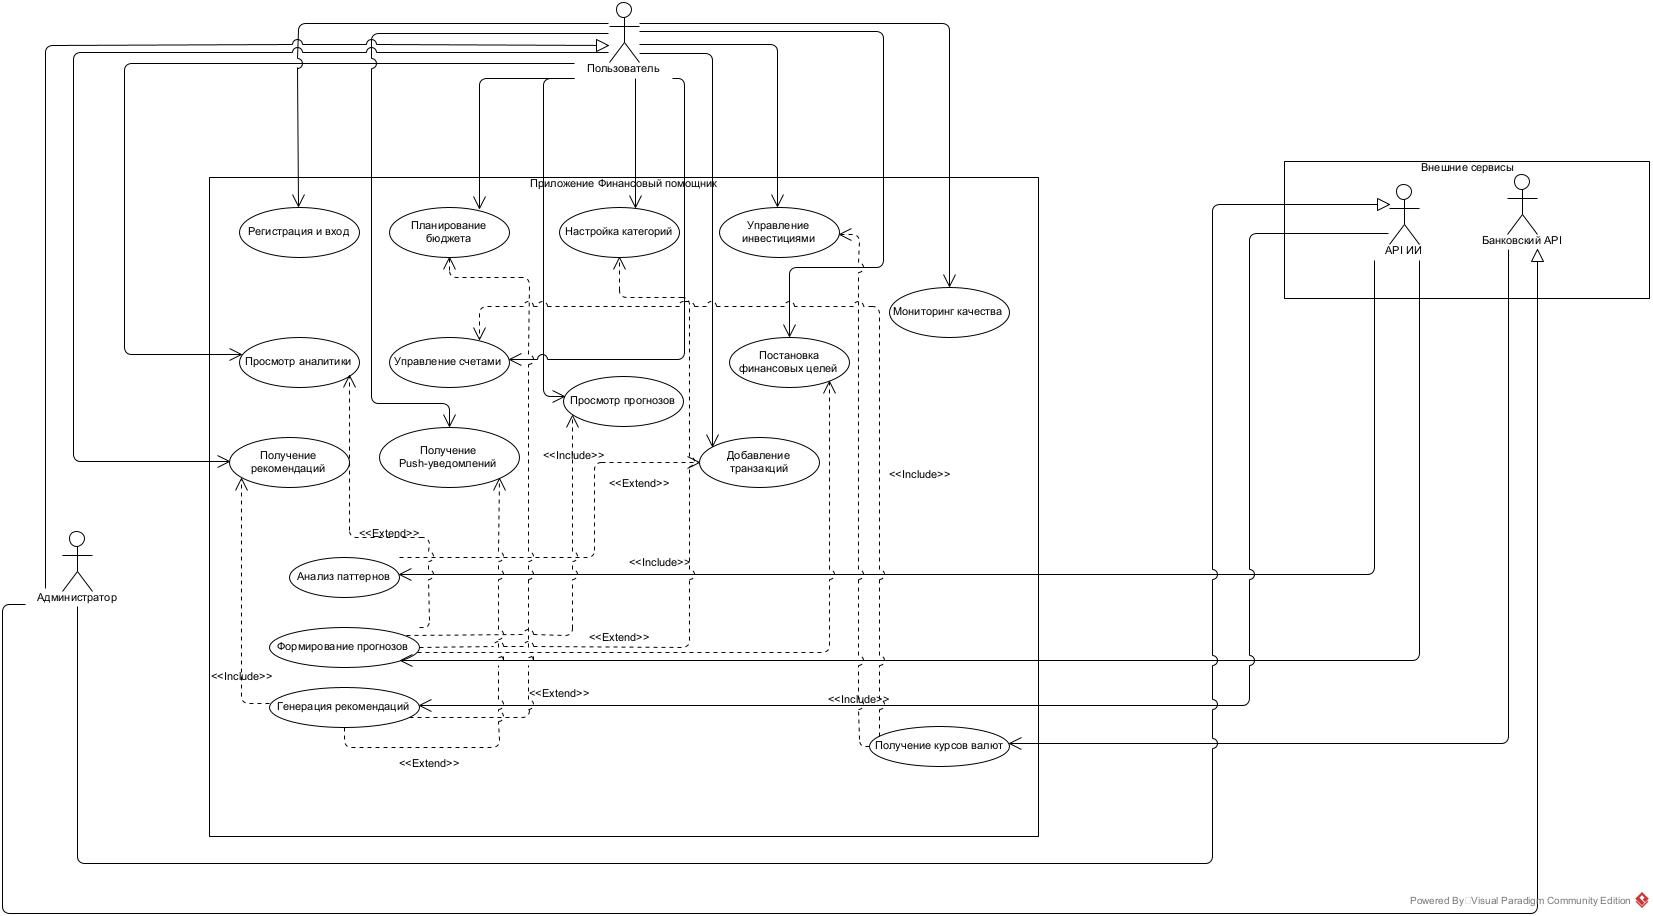 Пользователь
Внешние сервисы
Приложение Финансовый помощник
Регистрация и вход
Планирование
бюджета
Настройка категорий
Управление
инвестициями
API ИИ
Банковский API
Мониторинг качества
Просмотр аналитики
Управление счетами
Постановка
финансовых целей
Просмотр прогнозов
Получение
рекомендаций
Получение
Push-уведомлений
<<Include>>
Добавление
транзакций
<<Extend>>
<<Include>>
<<Extend>>
<<Include>>
Анализ паттернов
Администратор
<<Extend>>
Формирование прогнозов
<<Include>>
<<Extend>>
<<Include>>
Генерация рекомендаций
Получение курсов валют
<<Extend>>
Powered By Visual Paradigm Community Edition